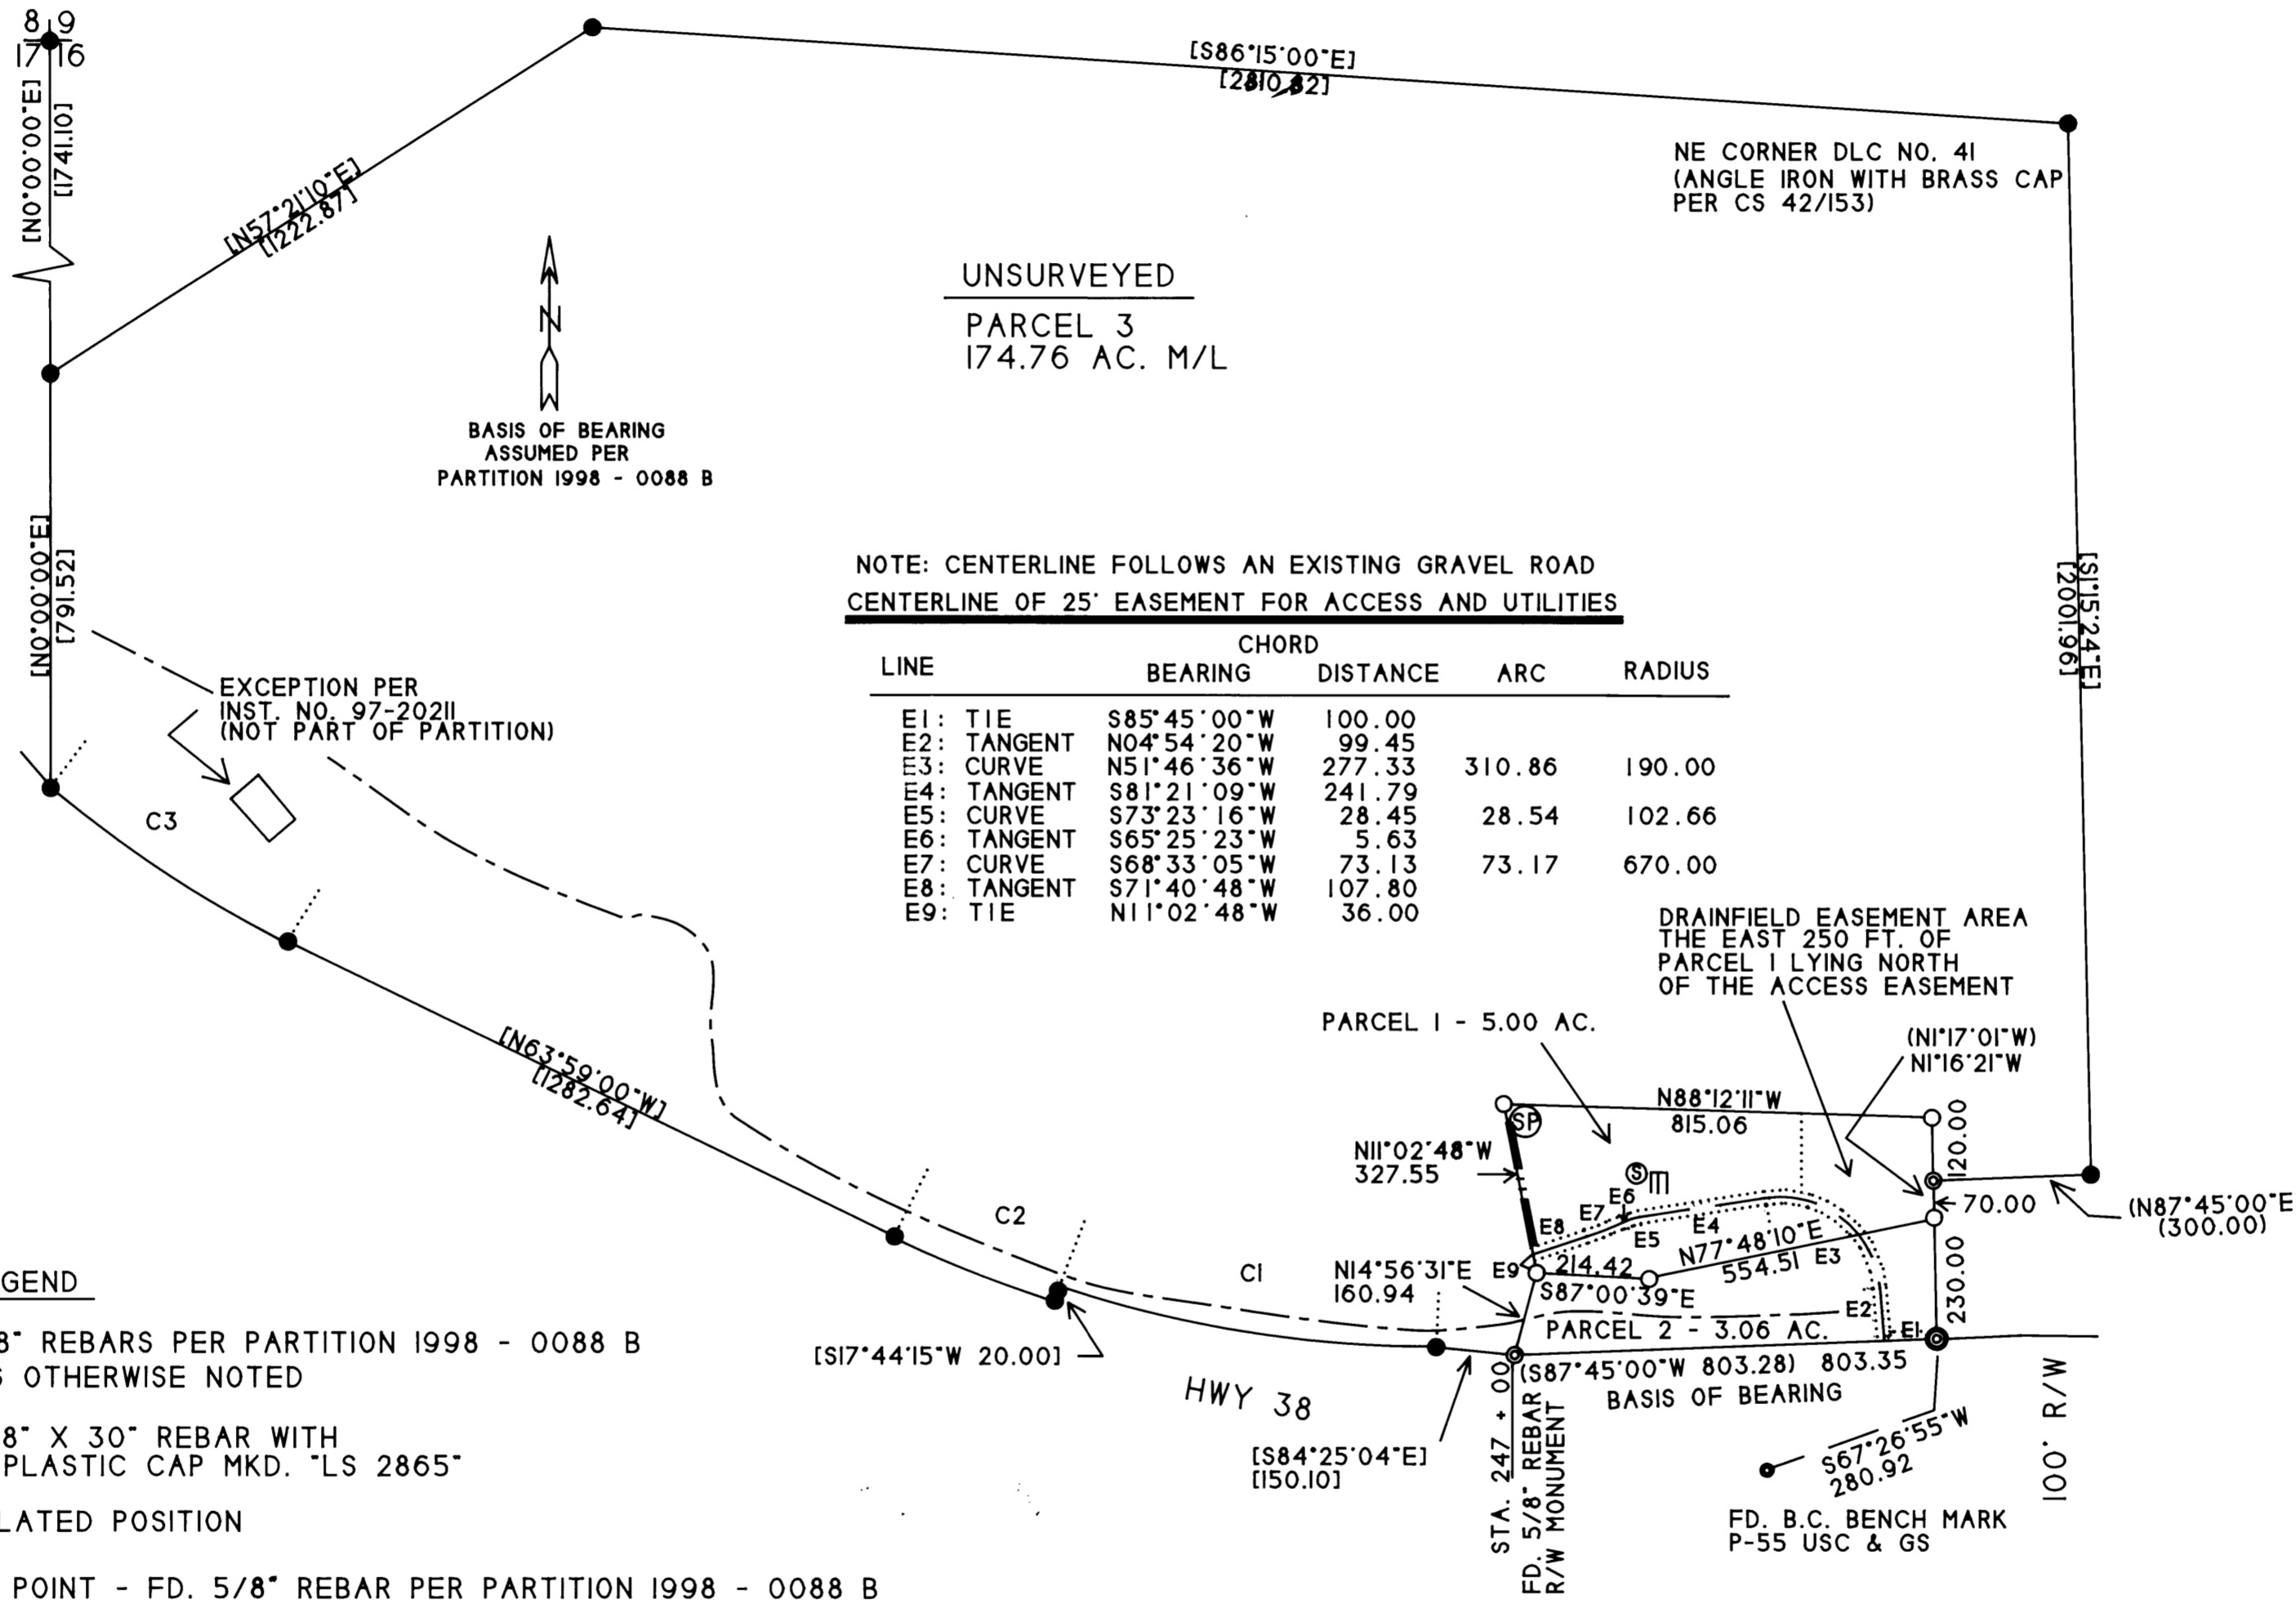 8 9
17 16
[N0°00'00"E]
[1741.10]
[N57°21'10"E]
[1222.87]
[S86°15'00"E]
NE CORNER DLC NO. 41
(ANGLE IRON WITH BRASS CAP
PER CS 42/153)
UNSURVEYED
PARCEL 3
174.76 AC. M/L
N
BASIS OF BEARING
ASSUMED PER
PARTITION 1998 - 0088 B
[N0°00'00"E]
[791.52]
[S1°15'24"E]
[2001.96]
NOTE: CENTERLINE FOLLOWS AN EXISTING GRAVEL ROAD
CENTERLINE OF 25' EASEMENT FOR ACCESS AND UTILITIES
CHORD
LINE BEARING DISTANCE ARC RADIUS
E1: TIE S85°45'00"W 100.00
E2: TANGENT N04°54'20"W 99.45
E3: CURVE N51°46'36"W 277.33 310.86 190.00
E4: TANGENT S81°21'09"W 241.79
E5: CURVE S73°23'16"W 28.45 28.54 102.66
E6: TANGENT S65°25'23"W 5.63
E7: CURVE S68°33'05"W 73.13 73.17 670.00
E8: TANGENT S71°40'48"W 107.80
E9: TIE N11°02'48"W 36.00
EXCEPTION PER
INST. NO. 97-20211
(NOT PART OF PARTITION)
C3
[N63°59'00"W]
[1282.64]
DRAINFIELD EASEMENT AREA
THE EAST 250 FT. OF
PARCEL 1 LYING NORTH
OF THE ACCESS EASEMENT
PARCEL 1 - 5.00 AC.
(N1°17'01"W)
N1°16'21"W
N88°12'11"W
815.06
SP
N11°02'48"W
327.55
S
120.00
70.00
(N87°45'00"E
(300.00)
E6
E7
E8
E5
E4
N77°48'10"E
554.51
E3
230.00
C2
C1
N14°56'31"E
160.94
E9
214.42
S87°00'39"E
E2
PARCEL 2 - 3.06 AC.
E1
[S17°44'15"W 20.00]
(S87°45'00"W 803.28) 803.35
BASIS OF BEARING
HWY 38
[S84°25'04"E]
[150.10]
STA. 247 + 00
FD. 5/8" REBAR
R/W MONUMENT
S67°26'55"W
280.92
100' R/W
FD. B.C. BENCH MARK
P-55 USC & GS
GEND
8" REBARS PER PARTITION 1998 - 0088 B
S OTHERWISE NOTED
8" X 30" REBAR WITH
PLASTIC CAP MKD. "LS 2865"
LATED POSITION
POINT - FD. 5/8" REBAR PER PARTITION 1998 - 0088 B